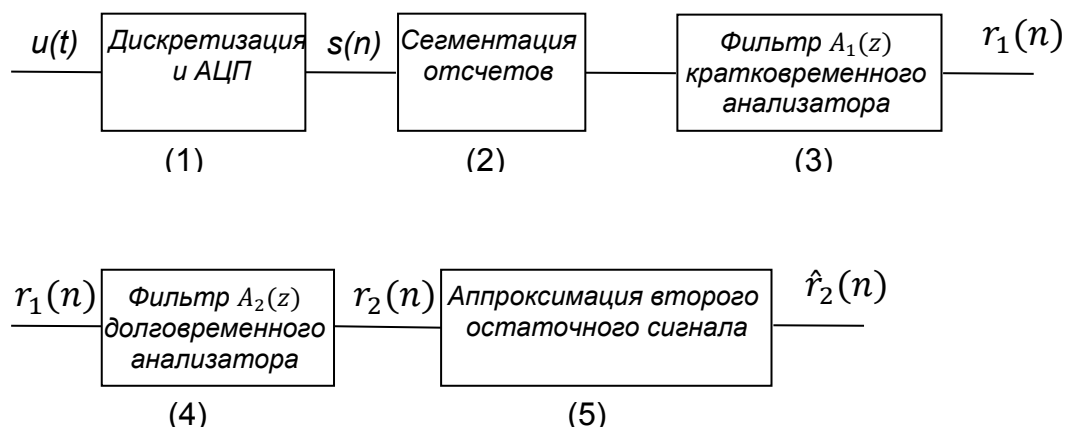 u(t)
Дискретизация
и АЦП
s(n)
Сегментация
отсчетов
Фильтр A₁(z)
кратковременного
анализатора
r₁(n)
(1)
(2)
(3)
r₁(n)
Фильтр A₂(z)
долговременного
анализатора
r₂(n)
Аппроксимация второго
остаточного сигнала
r̂₂(n)
(4)
(5)